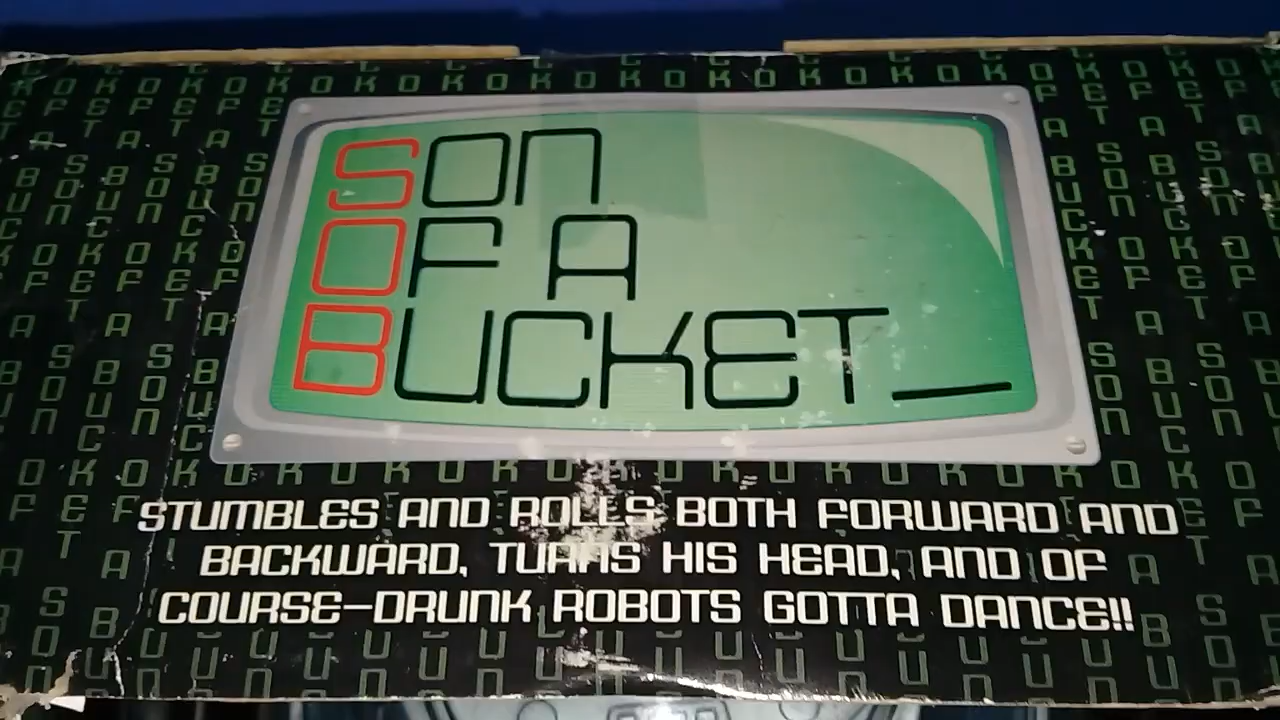 SON
OF A
BUCKET_
STUMBLES AND ROLLS BOTH FORWARD AND
BACKWARD, TURNS HIS HEAD, AND OF
COURSE-DRUNK ROBOTS GOTTA DANCE!!